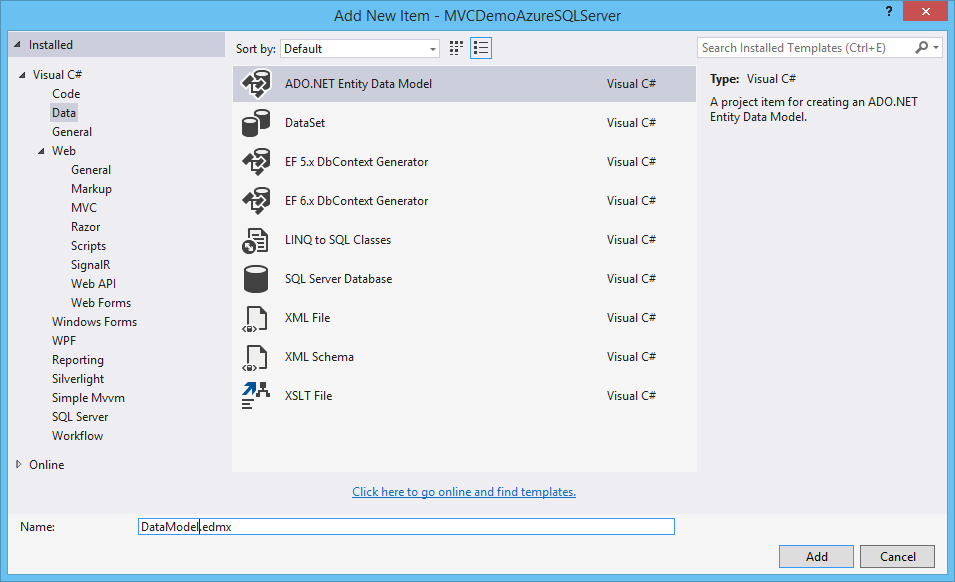 Add New Item - MVCDemoAzureSQLServer
?
Installed
Sort by: Default
Search Installed Templates (Ctrl+E)
Visual C#
Code
Data
General
Web
General
Markup
MVC
Razor
Scripts
SignalR
Web API
Web Forms
Windows Forms
WPF
Reporting
Silverlight
Simple Mvvm
SQL Server
Workflow
Online
ADO.NET Entity Data Model Visual C#
DataSet Visual C#
EF 5.x DbContext Generator Visual C#
EF 6.x DbContext Generator Visual C#
LINQ to SQL Classes Visual C#
SQL Server Database Visual C#
XML File Visual C#
XML Schema Visual C#
XSLT File Visual C#
Click here to go online and find templates.
Type: Visual C#
A project item for creating an ADO.NET
Entity Data Model.
Name: DataModel.edmx
Add Cancel